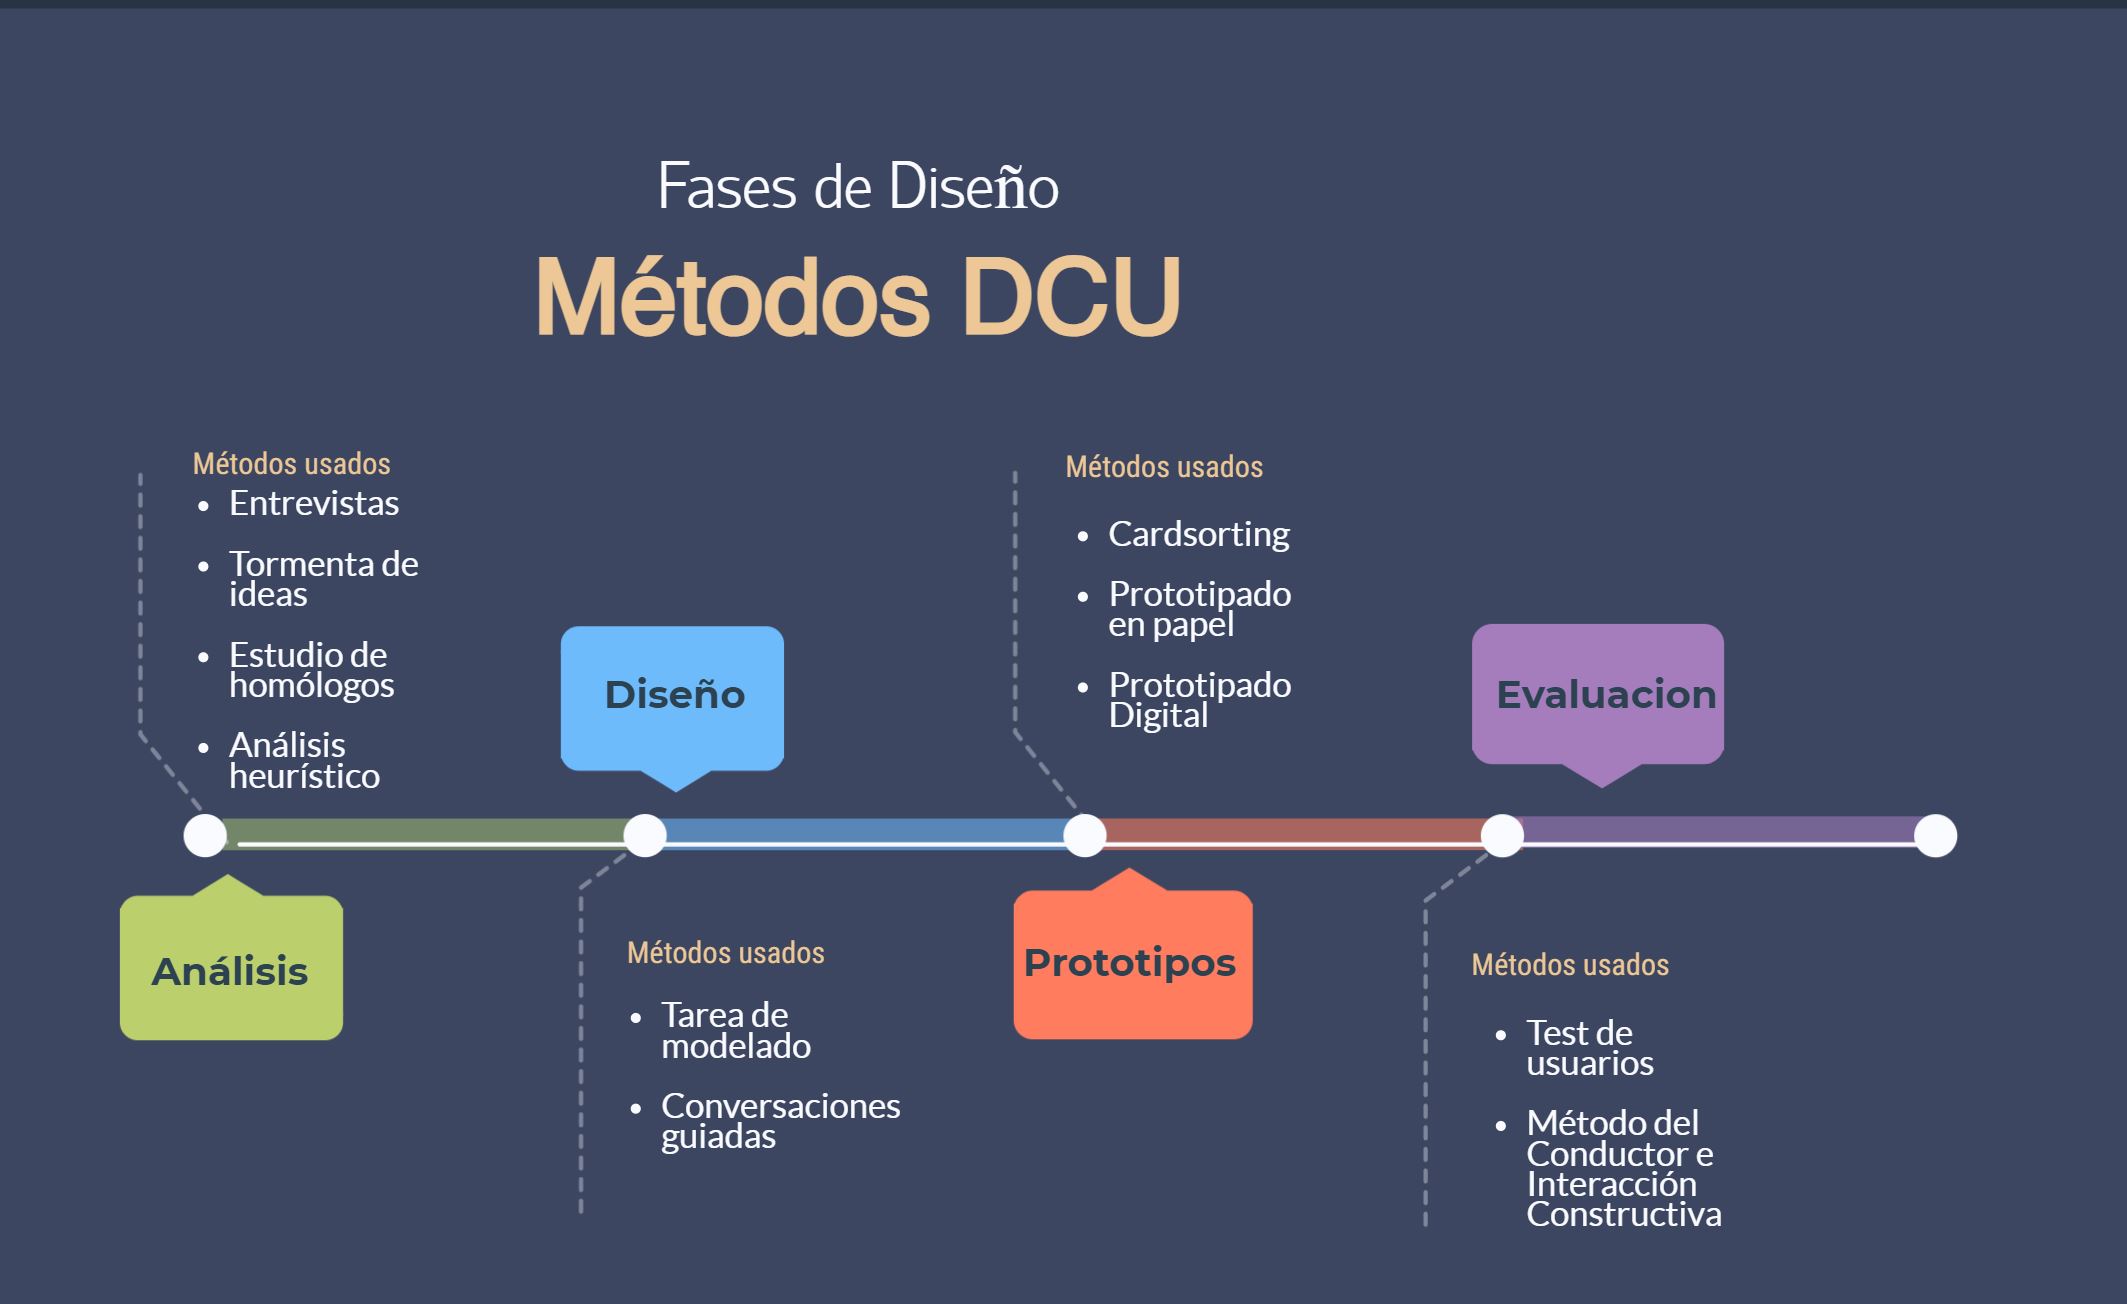 Fases de Diseño
Métodos DCU
Métodos usados
Entrevistas
Tormenta de
ideas
Estudio de
homólogos
Análisis
heurístico
Análisis
Diseño
Métodos usados
Tarea de
modelado
Conversaciones
guiadas
Métodos usados
Cardsorting
Prototipado
en papel
Prototipado
Digital
Prototipos
Evaluacion
Métodos usados
Test de
usuarios
Método del
Conductor e
Interacción
Constructiva